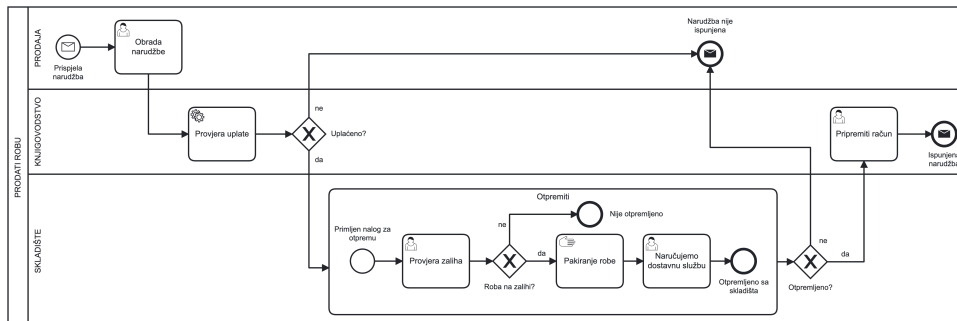 PRODATI ROBU
PRODAJA
Prispjela
narudžba
Obrada
narudžbe
Narudžba nije
ispunjena
KNJIGOVODSTVO
Provjera uplate
ne
Uplaćeno?
da
Pripremiti račun
Ispunjena
narudžba
SKLADIŠTE
Otpremiti
Primljen nalog za
otpremu
Provjera zaliha
ne
Nije otpremljeno
da
Roba na zalihi?
Pakiranje robe
Naručujemo
dostavnu službu
Otpremljeno sa
skladišta
ne
da
Otpremljeno?